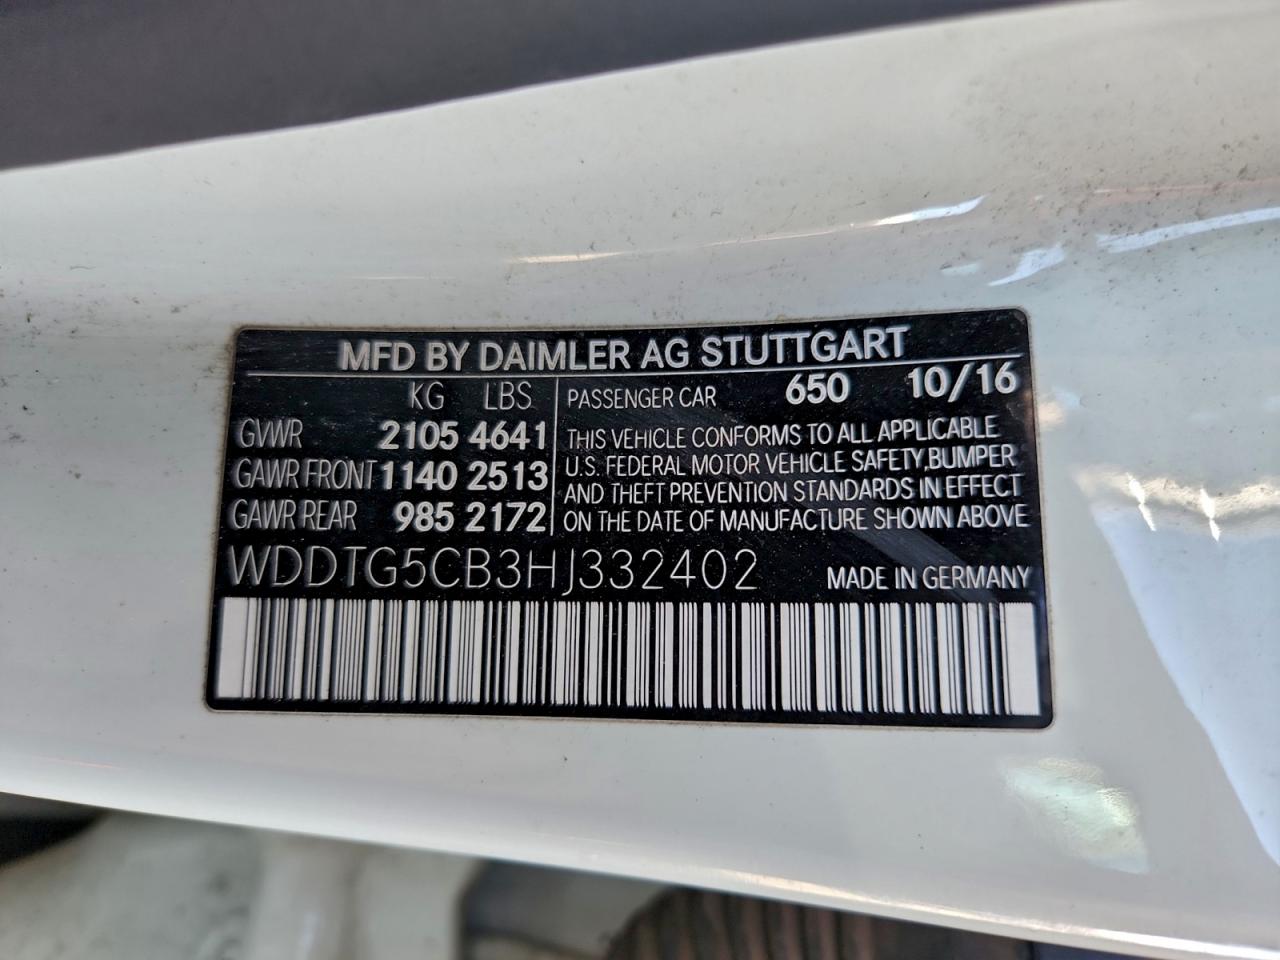 MFD BY DAIMLER AG STUTTGART
KG LBS PASSENGER CAR 650 10/16
GVWR 2105 4641 THIS VEHICLE CONFORMS TO ALL APPLICABLE
GAWR FRONT 1140 2513 U.S. FEDERAL MOTOR VEHICLE SAFETY, BUMPER
AND THEFT PREVENTION STANDARDS IN EFFECT
GAWR REAR 985 2172 ON THE DATE OF MANUFACTURE SHOWN ABOVE
WDDTG5CB3HJ332402 MADE IN GERMANY